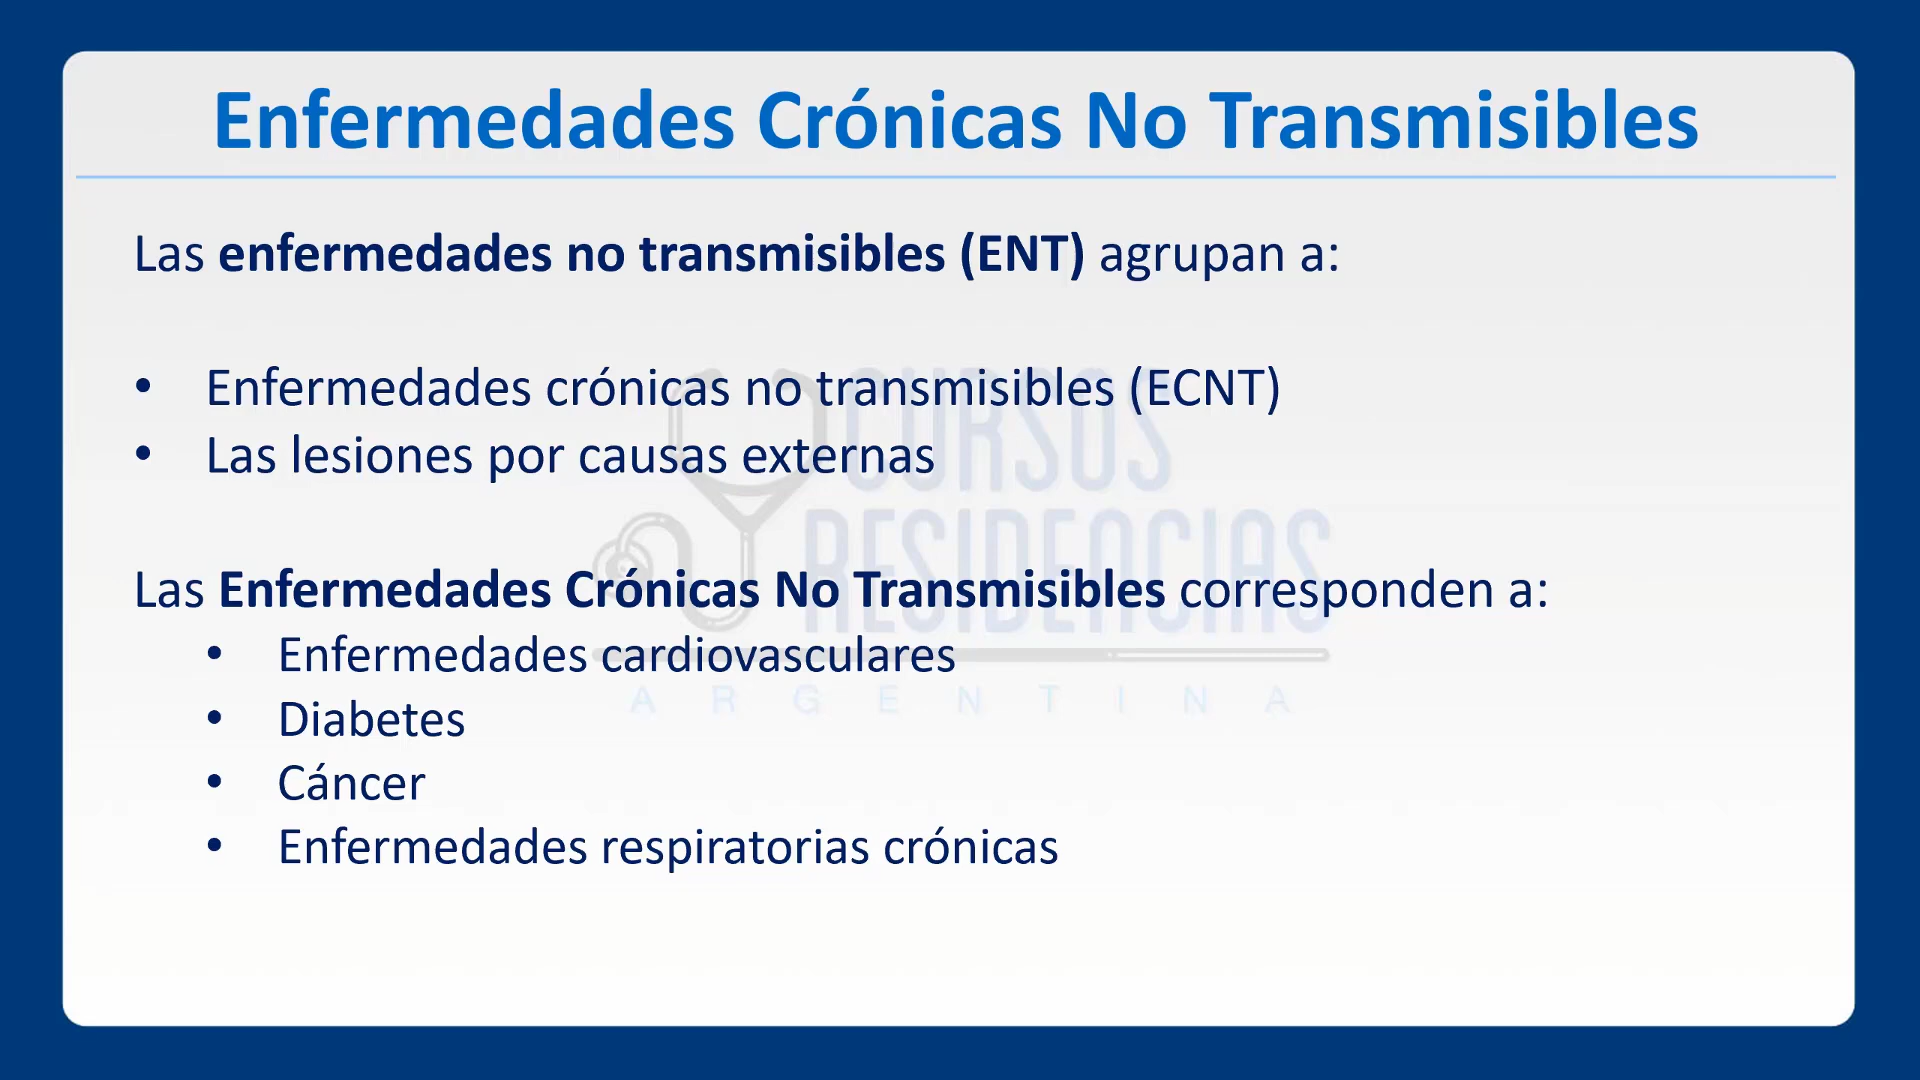 Enfermedades Crónicas No Transmisibles
Las enfermedades no transmisibles (ENT) agrupan a:
• Enfermedades crónicas no transmisibles (ECNT)
• Las lesiones por causas externas
Las Enfermedades Crónicas No Transmisibles corresponden a:
• Enfermedades cardiovasculares
• Diabetes
• Cáncer
• Enfermedades respiratorias crónicas
CURSOS
RESIDENCIAS
ARGENTINA